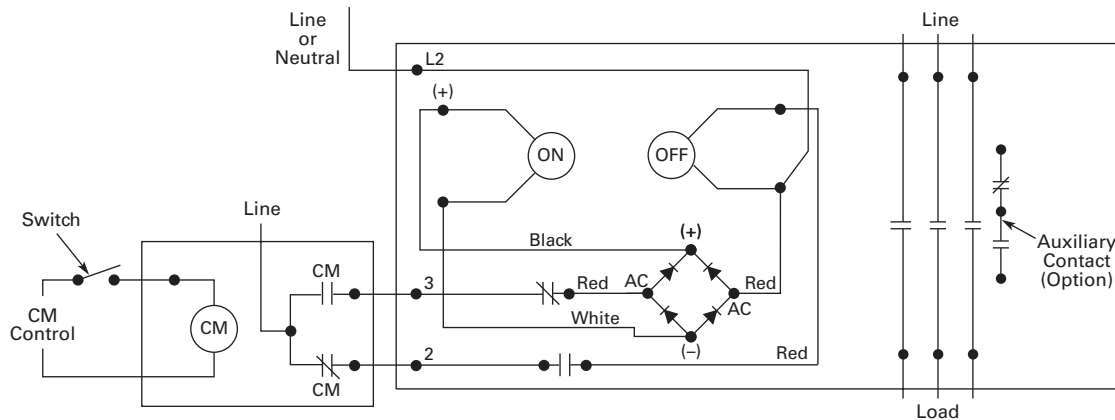 Line
or
Neutral
L2
(+)
ON
OFF
Line
Switch
Line
Black
(+)
Auxiliary
Contact
(Option)
CM
3
Red
AC
Red
AC
CM
Control
CM
White
(–)
2
CM
Red
Load